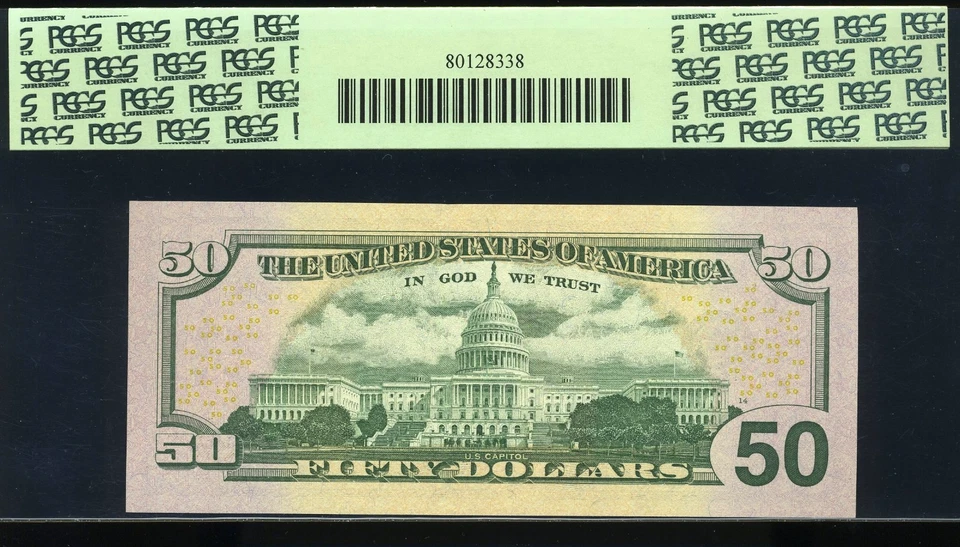 PCGS CURRENCY
80128338
50 THE UNITED STATES OF AMERICA 50
IN GOD WE TRUST
14
U.S. CAPITOL
50 FIFTY DOLLARS 50